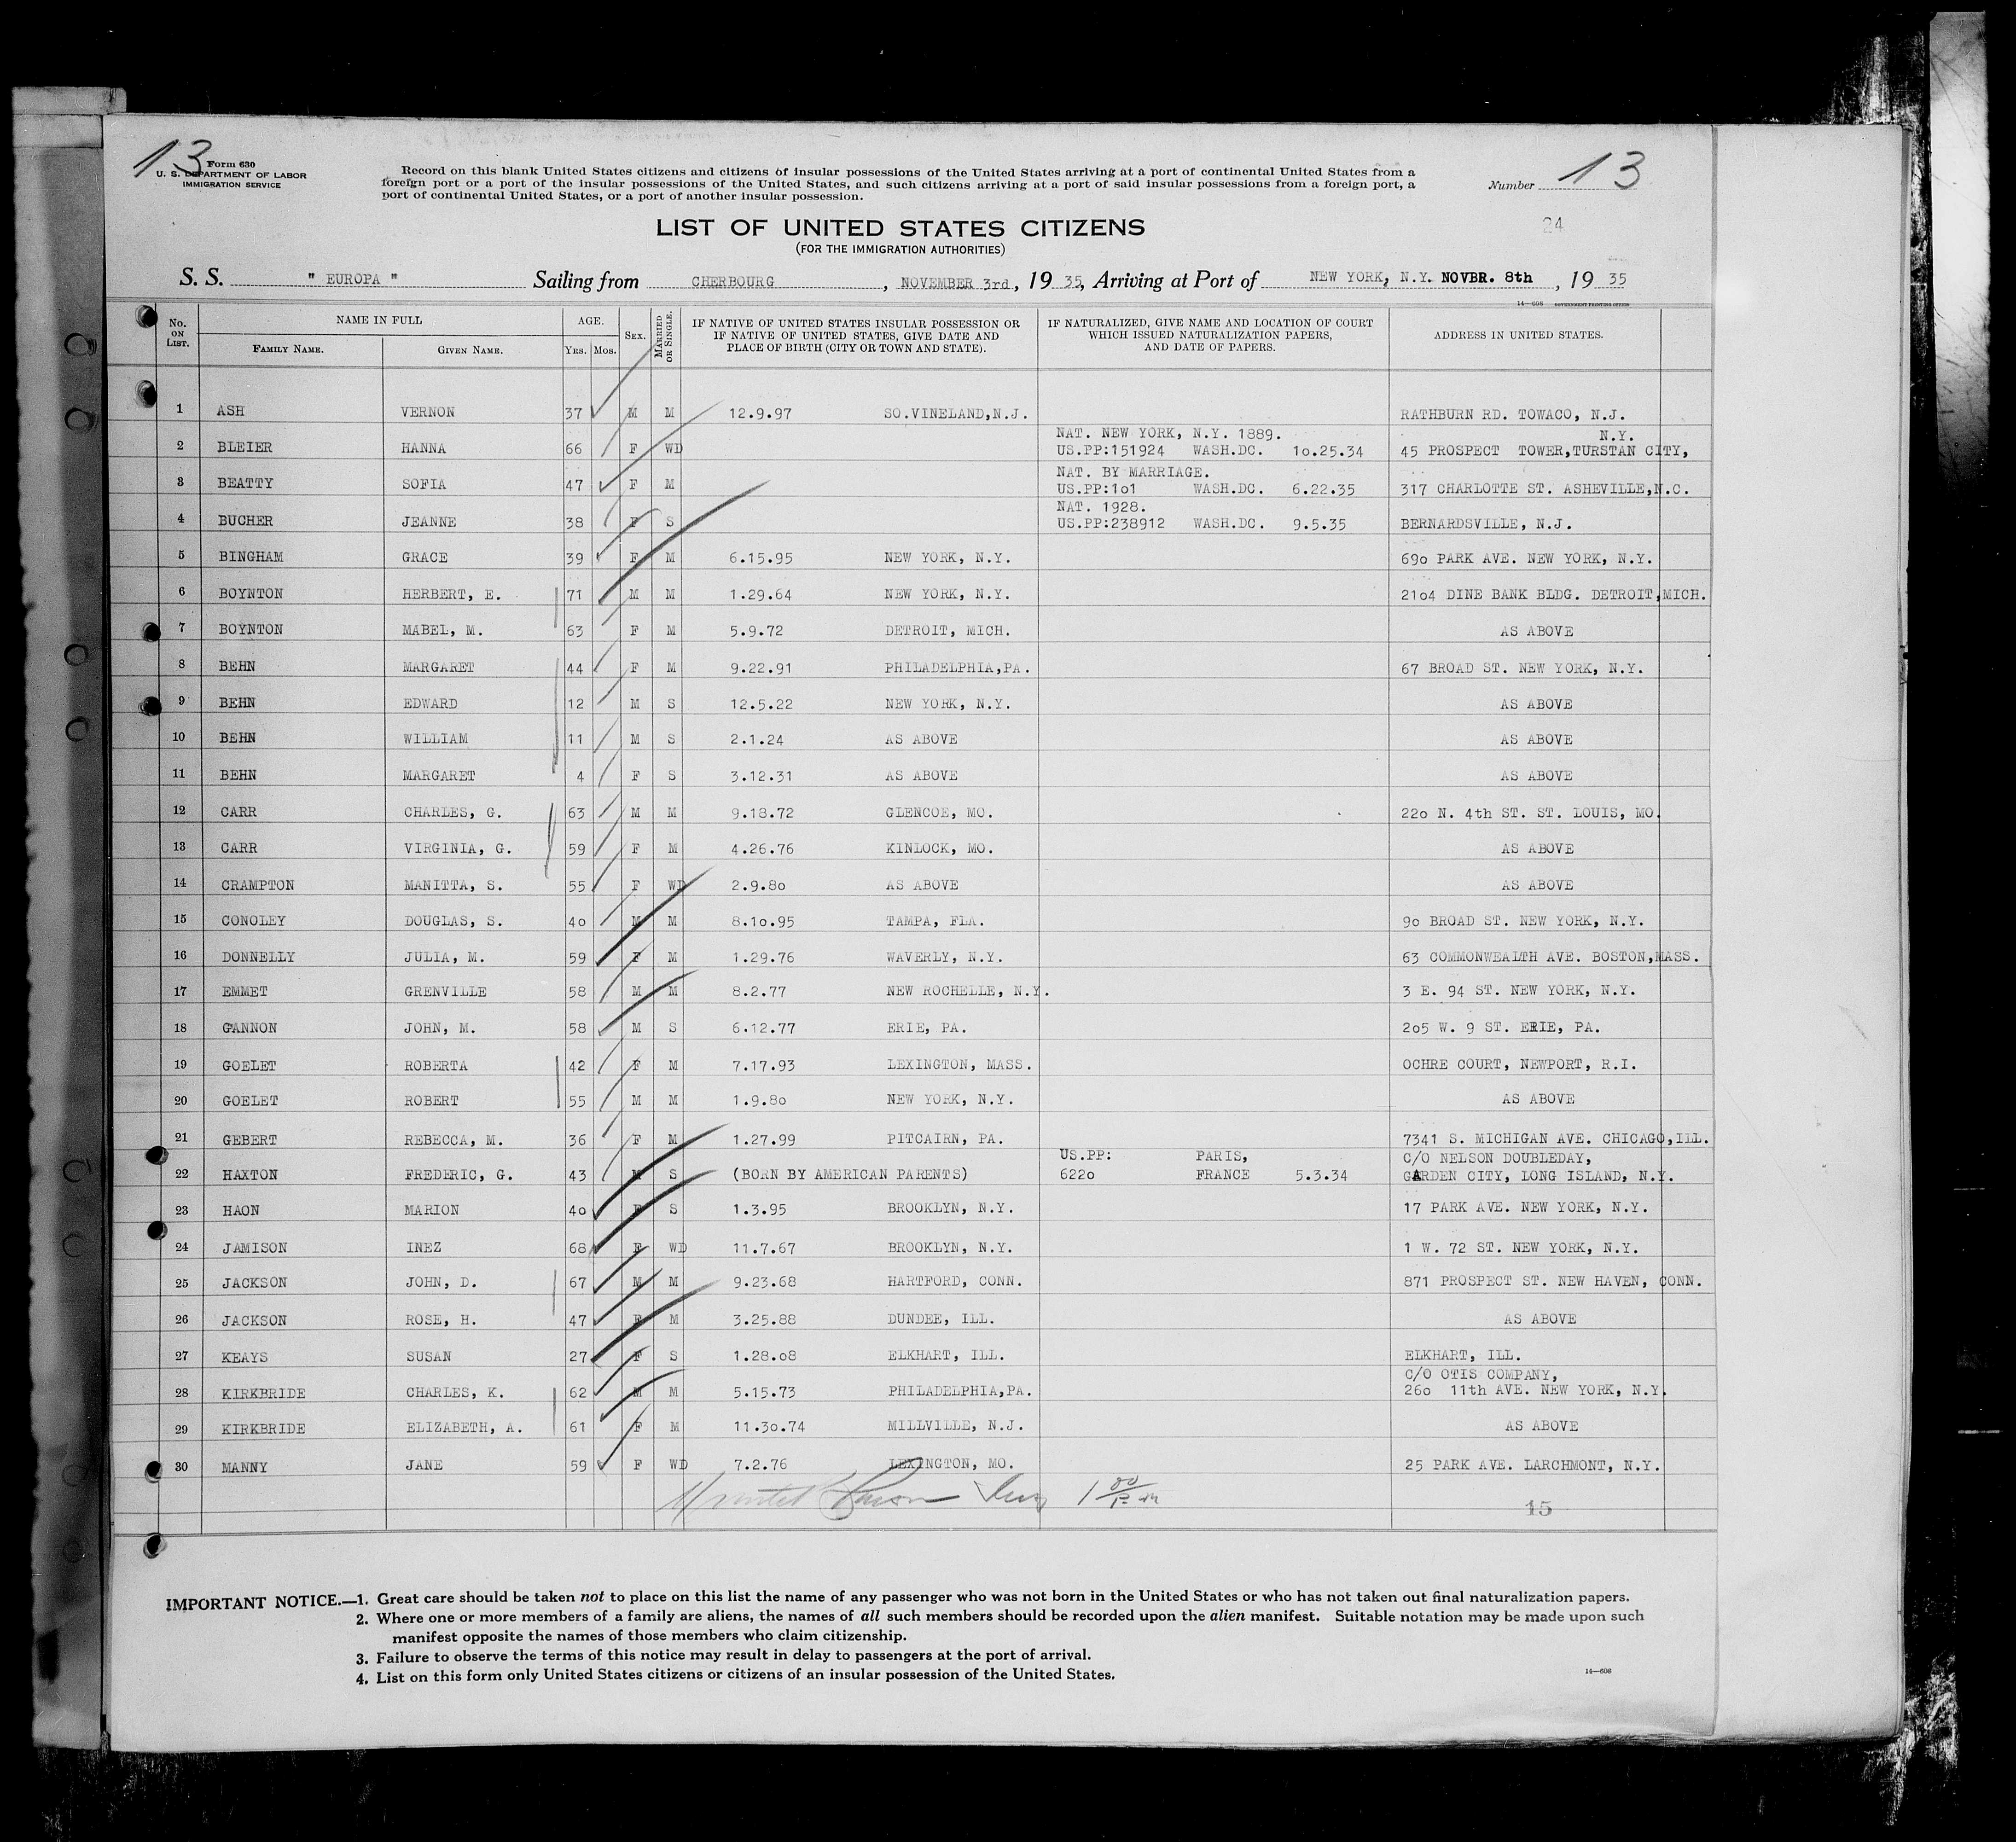 13
Form 630
U. S. DEPARTMENT OF LABOR
IMMIGRATION SERVICE
Record on this blank United States citizens and citizens of insular possessions of the United States arriving at a port of continental United States from a
foreign port or a port of the insular possessions of the United States, and such citizens arriving at a port of said insular possessions from a foreign port, a
port of continental United States, or a port of another insular possession.
Number 13
24
LIST OF UNITED STATES CITIZENS
(FOR THE IMMIGRATION AUTHORITIES)
S. S. " EUROPA " Sailing from CHERBOURG , NOVEMBER 3rd, 19 35, Arriving at Port of NEW YORK, N.Y. NOVBR. 8th , 19 35
14—608 GOVERNMENT PRINTING OFFICE
No. ON LIST. NAME IN FULL FAMILY NAME. GIVEN NAME. AGE. YRS. MOS. SEX. MARRIED OR SINGLE. IF NATIVE OF UNITED STATES INSULAR POSSESSION OR IF NATIVE OF UNITED STATES, GIVE DATE AND PLACE OF BIRTH (CITY OR TOWN AND STATE). IF NATURALIZED, GIVE NAME AND LOCATION OF COURT WHICH ISSUED NATURALIZATION PAPERS, AND DATE OF PAPERS. ADDRESS IN UNITED STATES.
1 ASH VERNON 37 M M 12.9.97 SO.VINELAND,N.J. RATHBURN RD. TOWACO, N.J.
NAT. NEW YORK, N.Y. 1889. N.Y.
2 BLEIER HANNA 66 F WD US.PP:151924 WASH.DC. 1o.25.34 45 PROSPECT TOWER,TURSTAN CITY,
NAT. BY MARRIAGE.
3 BEATTY SOFIA 47 F M US.PP:1o1 WASH.DC. 6.22.35 317 CHARLOTTE ST. ASHEVILLE,N.C.
NAT. 1928.
4 BUCHER JEANNE 38 F S US.PP:238912 WASH.DC. 9.5.35 BERNARDSVILLE, N.J.
5 BINGHAM GRACE 39 F M 6.15.95 NEW YORK, N.Y. 69o PARK AVE. NEW YORK, N.Y.
6 BOYNTON HERBERT, E. 71 M M 1.29.64 NEW YORK, N.Y. 21o4 DINE BANK BLDG. DETROIT,MICH.
7 BOYNTON MABEL, M. 63 F M 5.9.72 DETROIT, MICH. AS ABOVE
8 BEHN MARGARET 44 F M 9.22.91 PHILADELPHIA,PA. 67 BROAD ST. NEW YORK, N.Y.
9 BEHN EDWARD 12 M S 12.5.22 NEW YORK, N.Y. AS ABOVE
10 BEHN WILLIAM 11 M S 2.1.24 AS ABOVE AS ABOVE
11 BEHN MARGARET 4 F S 3.12.31 AS ABOVE AS ABOVE
12 CARR CHARLES, G. 63 M M 9.18.72 GLENCOE, MO. 22o N. 4th ST. ST. LOUIS, MO.
13 CARR VIRGINIA, G. 59 F M 4.26.76 KINLOCK, MO. AS ABOVE
14 CRAMPTON MANITTA, S. 55 F WD 2.9.8o AS ABOVE AS ABOVE
15 CONOLEY DOUGLAS, S. 4o M M 8.1o.95 TAMPA, FLA. 9o BROAD ST. NEW YORK, N.Y.
16 DONNELLY JULIA, M. 59 F M 1.29.76 WAVERLY, N.Y. 63 COMMONWEALTH AVE. BOSTON,MASS.
17 EMMET GRENVILLE 58 M M 8.2.77 NEW ROCHELLE, N.Y. 3 E. 94 ST. NEW YORK, N.Y.
18 GANNON JOHN, M. 58 M S 6.12.77 ERIE, PA. 2o5 W. 9 ST. ERIE, PA.
19 GOELET ROBERTA 42 F M 7.17.93 LEXINGTON, MASS. OCHRE COURT, NEWPORT, R.I.
20 GOELET ROBERT 55 M M 1.9.8o NEW YORK, N.Y. AS ABOVE
21 GEBERT REBECCA, M. 36 F M 1.27.99 PITCAIRN, PA. 7341 S. MICHIGAN AVE. CHICAGO,ILL.
US.PP: PARIS, C/O NELSON DOUBLEDAY,
22 HAXTON FREDERIC, G. 43 M S (BORN BY AMERICAN PARENTS) 622o FRANCE 5.3.34 GARDEN CITY, LONG ISLAND, N.Y.
23 HAON MARION 4o F S 1.3.95 BROOKLYN, N.Y. 17 PARK AVE. NEW YORK, N.Y.
24 JAMISON INEZ 68 F WD 11.7.67 BROOKLYN, N.Y. 1 W. 72 ST. NEW YORK, N.Y.
25 JACKSON JOHN, D. 67 M M 9.23.68 HARTFORD, CONN. 871 PROSPECT ST. NEW HAVEN, CONN.
26 JACKSON ROSE, H. 47 F M 3.25.88 DUNDEE, ILL. AS ABOVE
27 KEAYS SUSAN 27 F S 1.28.o8 ELKHART, ILL. ELKHART, ILL.
C/O OTIS COMPANY,
28 KIRKBRIDE CHARLES, K. 62 M M 5.15.73 PHILADELPHIA,PA. 26o 11th AVE. NEW YORK, N.Y.
29 KIRKBRIDE ELIZABETH, A. 61 F M 11.3o.74 MILLVILLE, N.J. AS ABOVE
30 MANNY JANE 59 F WD 7.2.76 LEXINGTON, MO. 25 PARK AVE. LARCHMONT, N.Y.
15
IMPORTANT NOTICE.—1. Great care should be taken not to place on this list the name of any passenger who was not born in the United States or who has not taken out final naturalization papers.
2. Where one or more members of a family are aliens, the names of all such members should be recorded upon the alien manifest. Suitable notation may be made upon such
manifest opposite the names of those members who claim citizenship.
3. Failure to observe the terms of this notice may result in delay to passengers at the port of arrival.
4. List on this form only United States citizens or citizens of an insular possession of the United States.
14—608